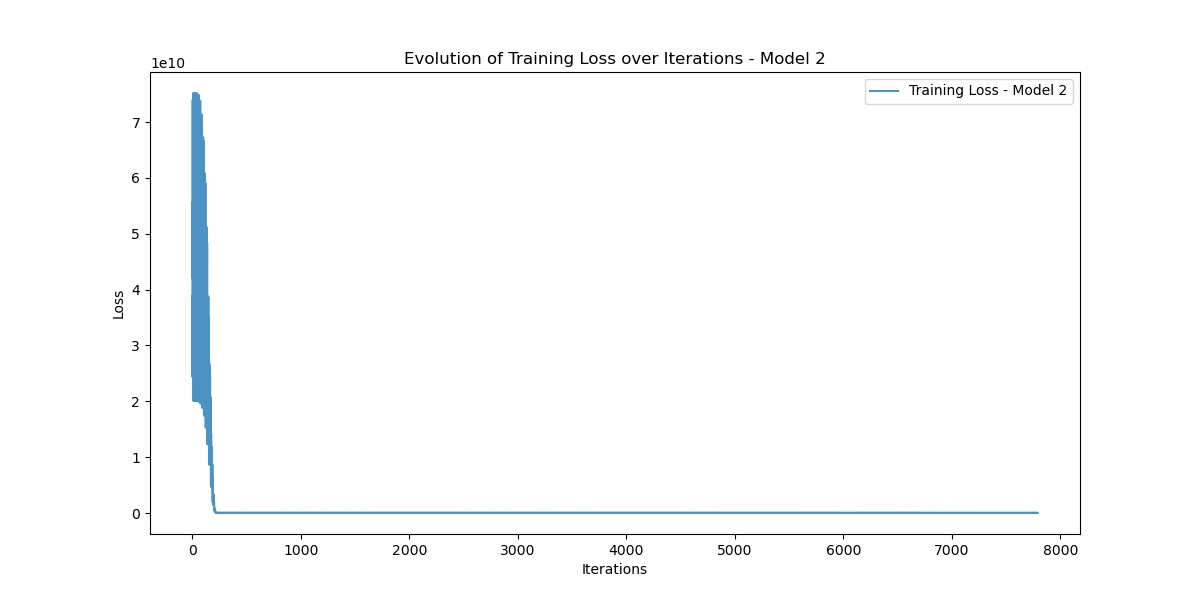 Evolution of Training Loss over Iterations - Model 2
1e10
Training Loss - Model 2
7
6
5
4
3
2
1
0
Loss
0 1000 2000 3000 4000 5000 6000 7000 8000
Iterations